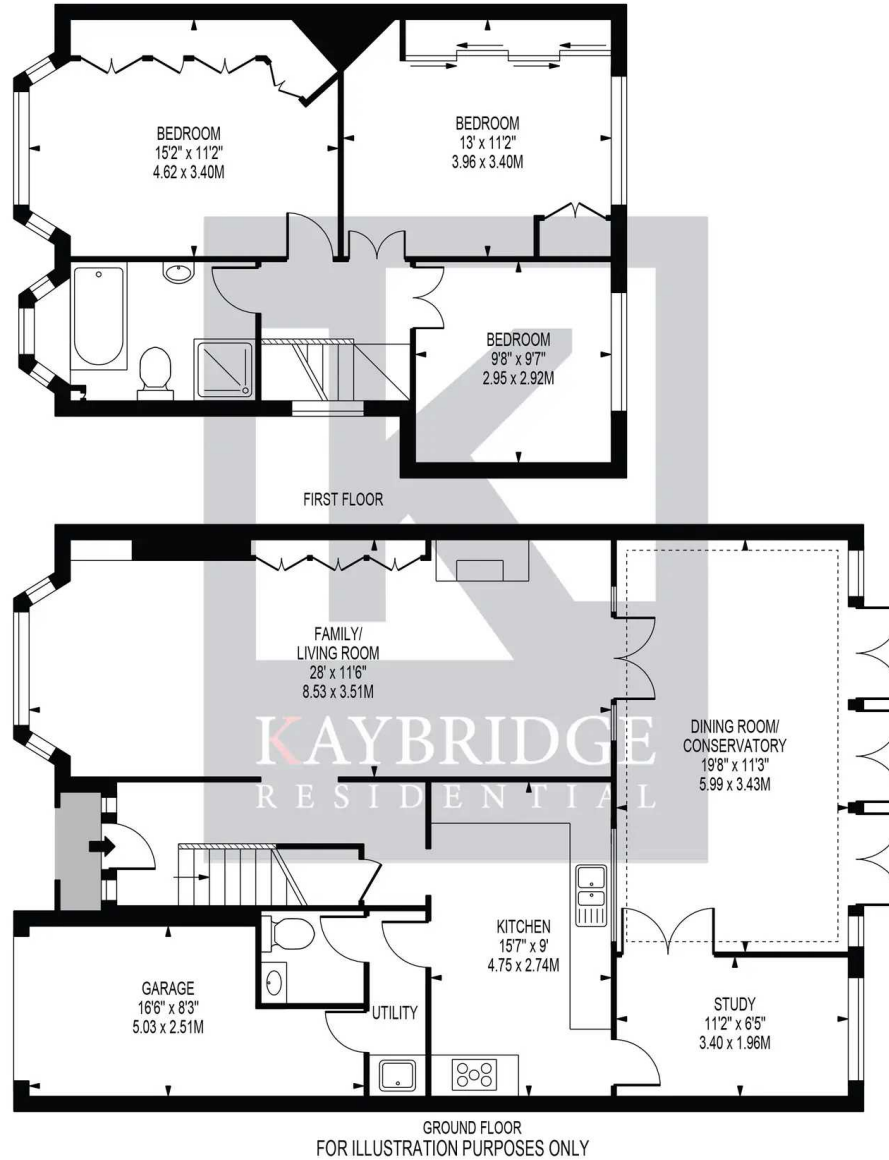 BEDROOM
15'2" x 11'2"
4.62 x 3.40M
BEDROOM
13' x 11'2"
3.96 x 3.40M
BEDROOM
9'8" x 9'7"
2.95 x 2.92M
FIRST FLOOR
FAMILY/
LIVING ROOM
28' x 11'6"
8.53 x 3.51M
KAYBRIDGE
RESIDENTIAL
DINING ROOM/
CONSERVATORY
19'8" x 11'3"
5.99 x 3.43M
KITCHEN
15'7" x 9'
4.75 x 2.74M
GARAGE
16'6" x 8'3"
5.03 x 2.51M
UTILITY
STUDY
11'2" x 6'5"
3.40 x 1.96M
GROUND FLOOR
FOR ILLUSTRATION PURPOSES ONLY